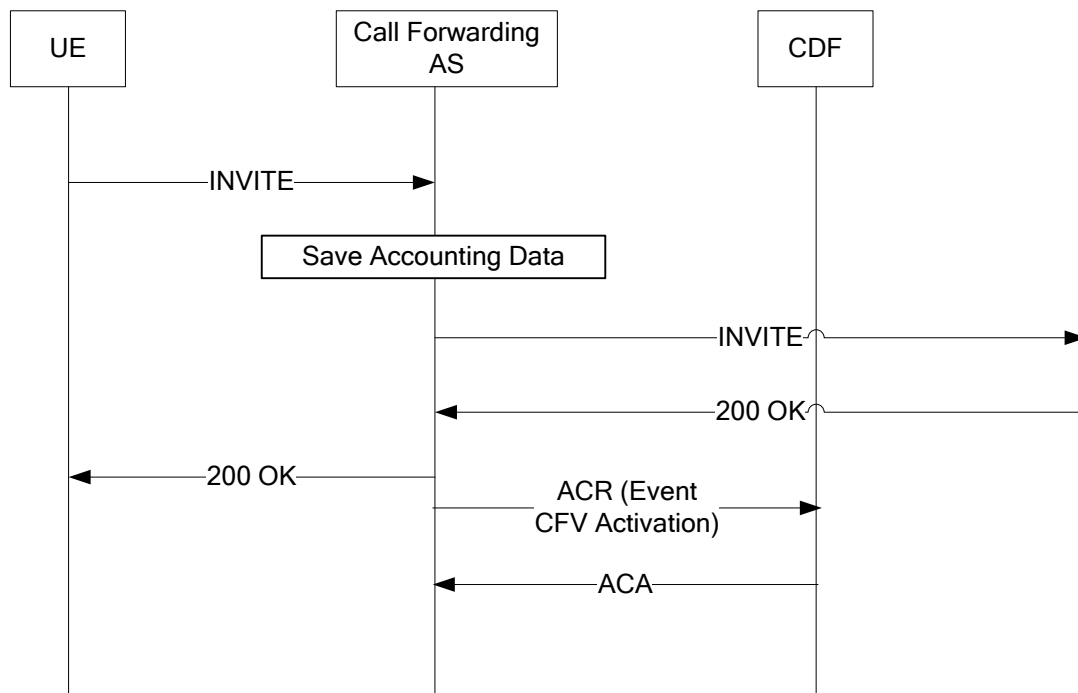 UE
Call Forwarding
AS
CDF
INVITE
Save Accounting Data
INVITE
200 OK
200 OK
ACR (Event
CFV Activation)
ACA